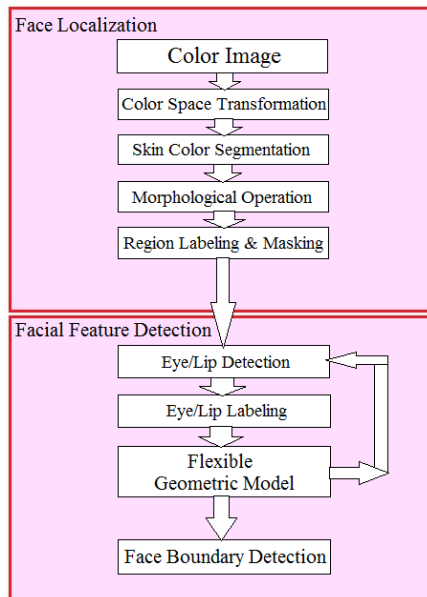 Face Localization
Color Image
Color Space Transformation
Skin Color Segmentation
Morphological Operation
Region Labeling & Masking
Facial Feature Detection
Eye/Lip Detection
Eye/Lip Labeling
Flexible
Geometric Model
Face Boundary Detection